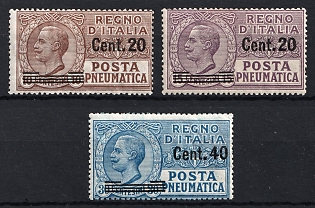 REGNO
D'ITALIA
Cent. 20
POSTA
PNEUMATICA
REGNO
D'ITALIA
Cent. 20
POSTA
PNEUMATICA
REGNO
D'ITALIA
Cent. 40
POSTA
PNEUMATICA